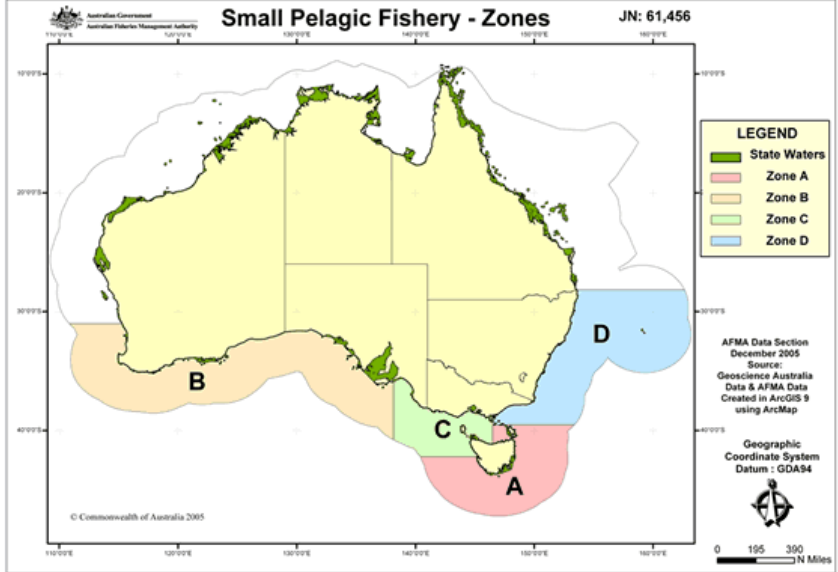 Australian Government
Australian Fisheries Management Authority
Small Pelagic Fishery - Zones
JN: 61,456
110°0'0"E 120°0'0"E 130°0'0"E 140°0'0"E 150°0'0"E 160°0'0"E
10°0'0"S
10°0'0"S
LEGEND
State Waters
Zone A
Zone B
Zone C
Zone D
20°0'0"S
20°0'0"S
30°0'0"S
30°0'0"S
D
B
C
A
40°0'0"S
40°0'0"S
AFMA Data Section
December 2005
Source:
Geoscience Australia
Data & AFMA Data
Created in ArcGIS 9
using ArcMap
Geographic
Coordinate System
Datum : GDA94
© Commonwealth of Australia 2005
110°0'0"E 120°0'0"E 130°0'0"E 140°0'0"E 150°0'0"E 160°0'0"E
0 195 390
N Miles